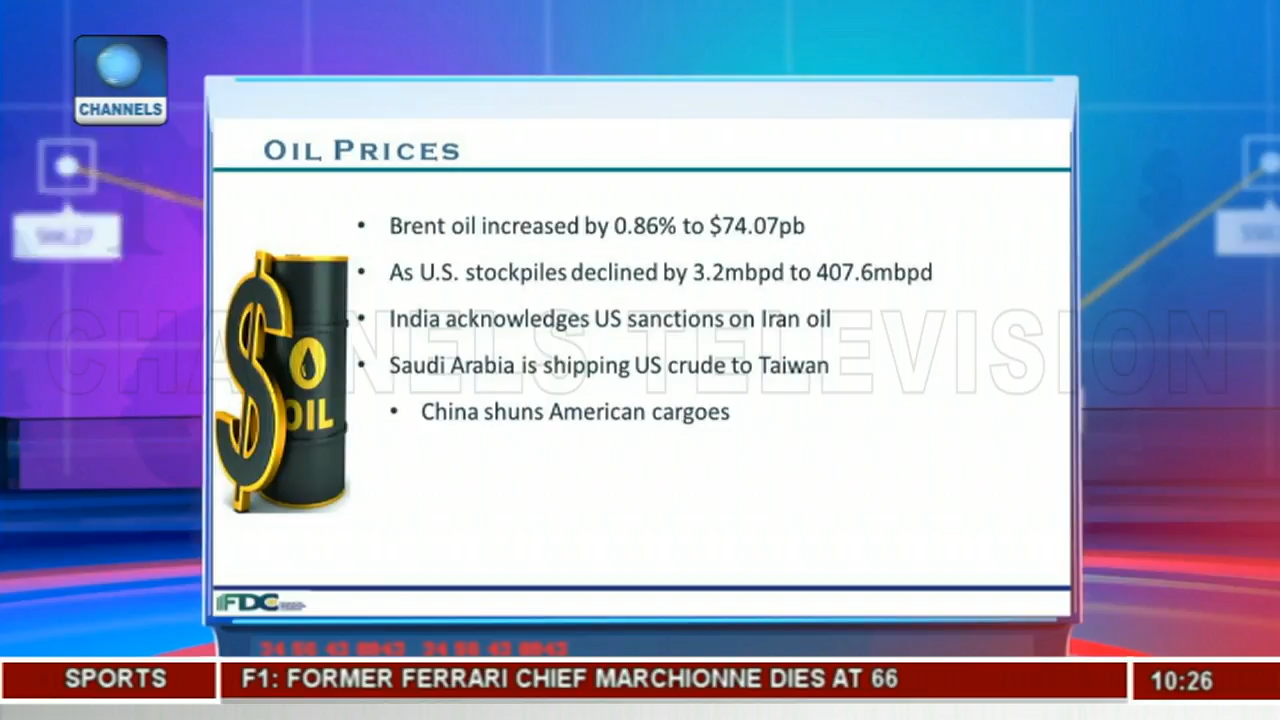 CHANNELS
OIL PRICES
• Brent oil increased by 0.86% to $74.07pb
• As U.S. stockpiles declined by 3.2mbpd to 407.6mbpd
• India acknowledges US sanctions on Iran oil
• Saudi Arabia is shipping US crude to Taiwan
• China shuns American cargoes
OIL
CHANNELS TELEVISION
FDC
SPORTS
F1: FORMER FERRARI CHIEF MARCHIONNE DIES AT 66
10:26